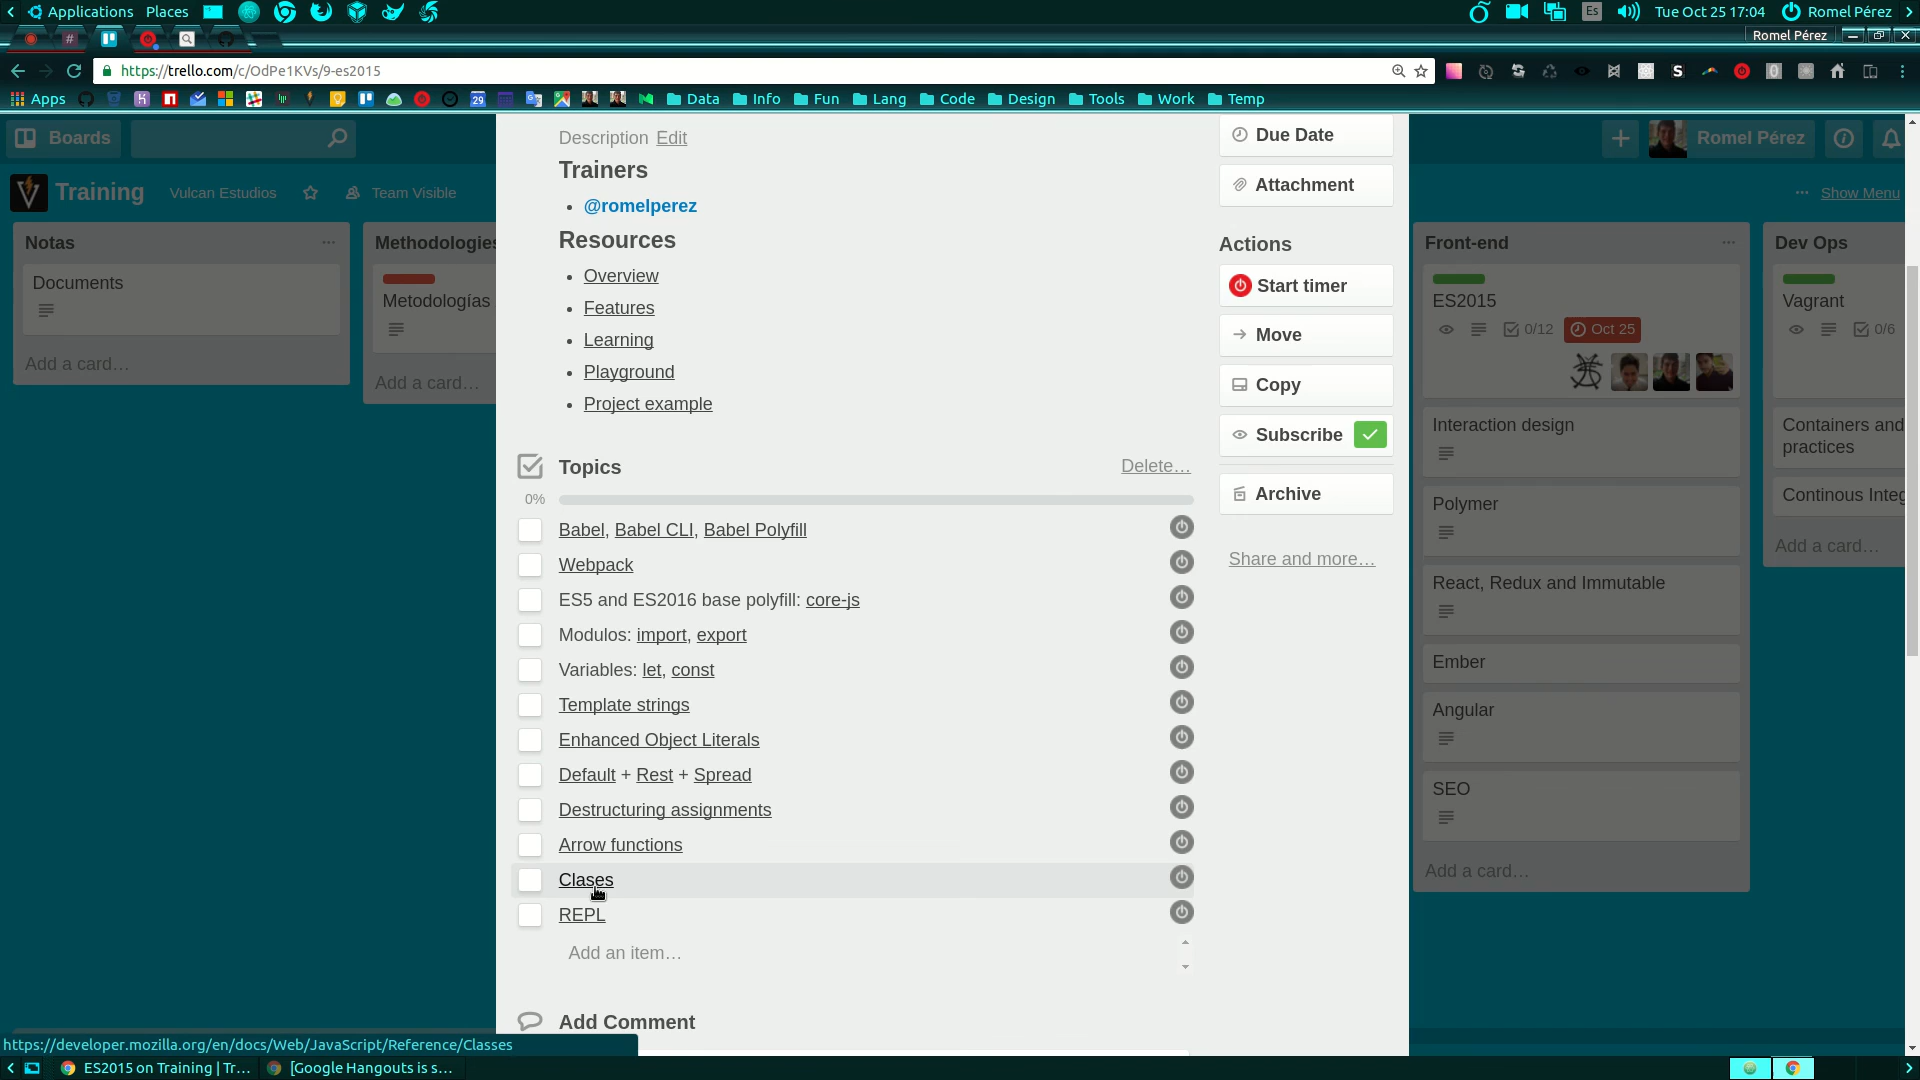 Applications Places Es Tue Oct 25 17:04 Romel Pérez
Romel Pérez
https://trello.com/c/OdPe1KVs/9-es2015
Apps Data Info Fun Lang Code Design Tools Work Temp
Boards Romel Pérez
Training Vulcan Estudios Team Visible ... Show Menu
Notas ...
Documents
Add a card…
Methodologies
Metodologías
Add a card…
Description Edit
Trainers
@romelperez
Resources
Overview
Features
Learning
Playground
Project example
Topics Delete…
0%
Babel, Babel CLI, Babel Polyfill
Webpack
ES5 and ES2016 base polyfill: core-js
Modulos: import, export
Variables: let, const
Template strings
Enhanced Object Literals
Default + Rest + Spread
Destructuring assignments
Arrow functions
Clases
REPL
Add an item…
Add Comment
Due Date
Attachment
Actions
Start timer
Move
Copy
Subscribe
Archive
Share and more…
Front-end ...
ES2015
0/12 Oct 25
Interaction design
Polymer
React, Redux and Immutable
Ember
Angular
SEO
Add a card…
Dev Ops
Vagrant
0/6
Containers and
practices
Continous Integ
Add a card…
https://developer.mozilla.org/en/docs/Web/JavaScript/Reference/Classes
ES2015 on Training | Tr... [Google Hangouts is s...